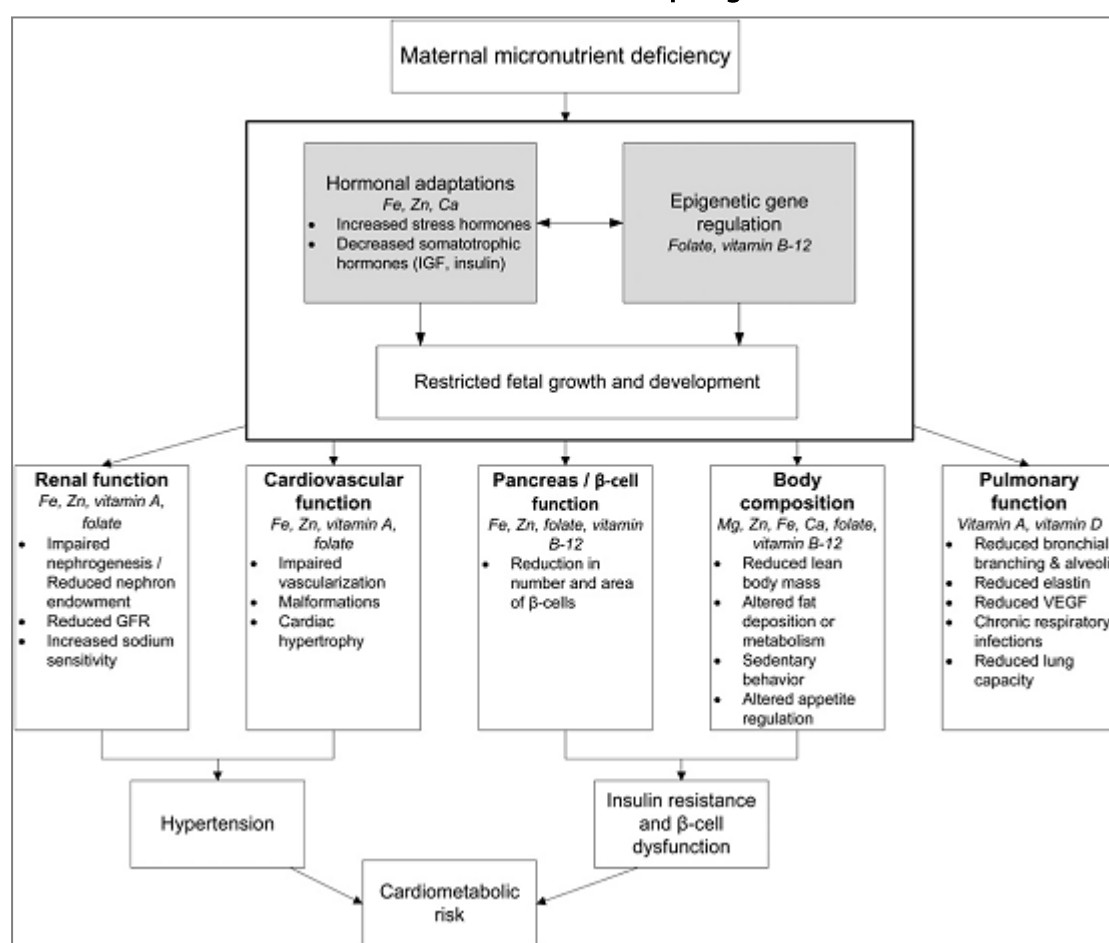 Maternal micronutrient deficiency
Hormonal adaptations
Fe, Zn, Ca
• Increased stress hormones
• Decreased somatotrophic
hormones (IGF, insulin)
Epigenetic gene
regulation
Folate, vitamin B-12
Restricted fetal growth and development
Renal function
Fe, Zn, vitamin A,
folate
• Impaired
nephrogenesis /
Reduced nephron
endowment
• Reduced GFR
• Increased sodium
sensitivity
Cardiovascular
function
Fe, Zn, vitamin A,
folate
• Impaired
vascularization
• Malformations
• Cardiac
hypertrophy
Pancreas / β-cell
function
Fe, Zn, folate, vitamin
B-12
• Reduction in
number and area
of β-cells
Body
composition
Mg, Zn, Fe, Ca, folate,
vitamin B-12
• Reduced lean
body mass
• Altered fat
deposition or
metabolism
• Sedentary
behavior
• Altered appetite
regulation
Pulmonary
function
Vitamin A, vitamin D
• Reduced bronchial
branching & alveoli
• Reduced elastin
• Reduced VEGF
• Chronic respiratory
infections
• Reduced lung
capacity
Hypertension
Insulin resistance
and β-cell
dysfunction
Cardiometabolic
risk